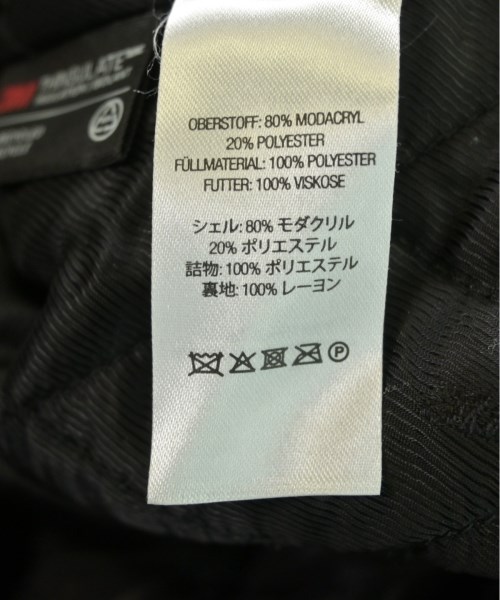 THINSULATE™
OBERSTOFF: 80% MODACRYL
20% POLYESTER
FÜLLMATERIAL: 100% POLYESTER
FUTTER: 100% VISKOSE
シェル: 80% モダクリル
20% ポリエステル
詰物: 100% ポリエステル
裏地: 100% レーヨン
P